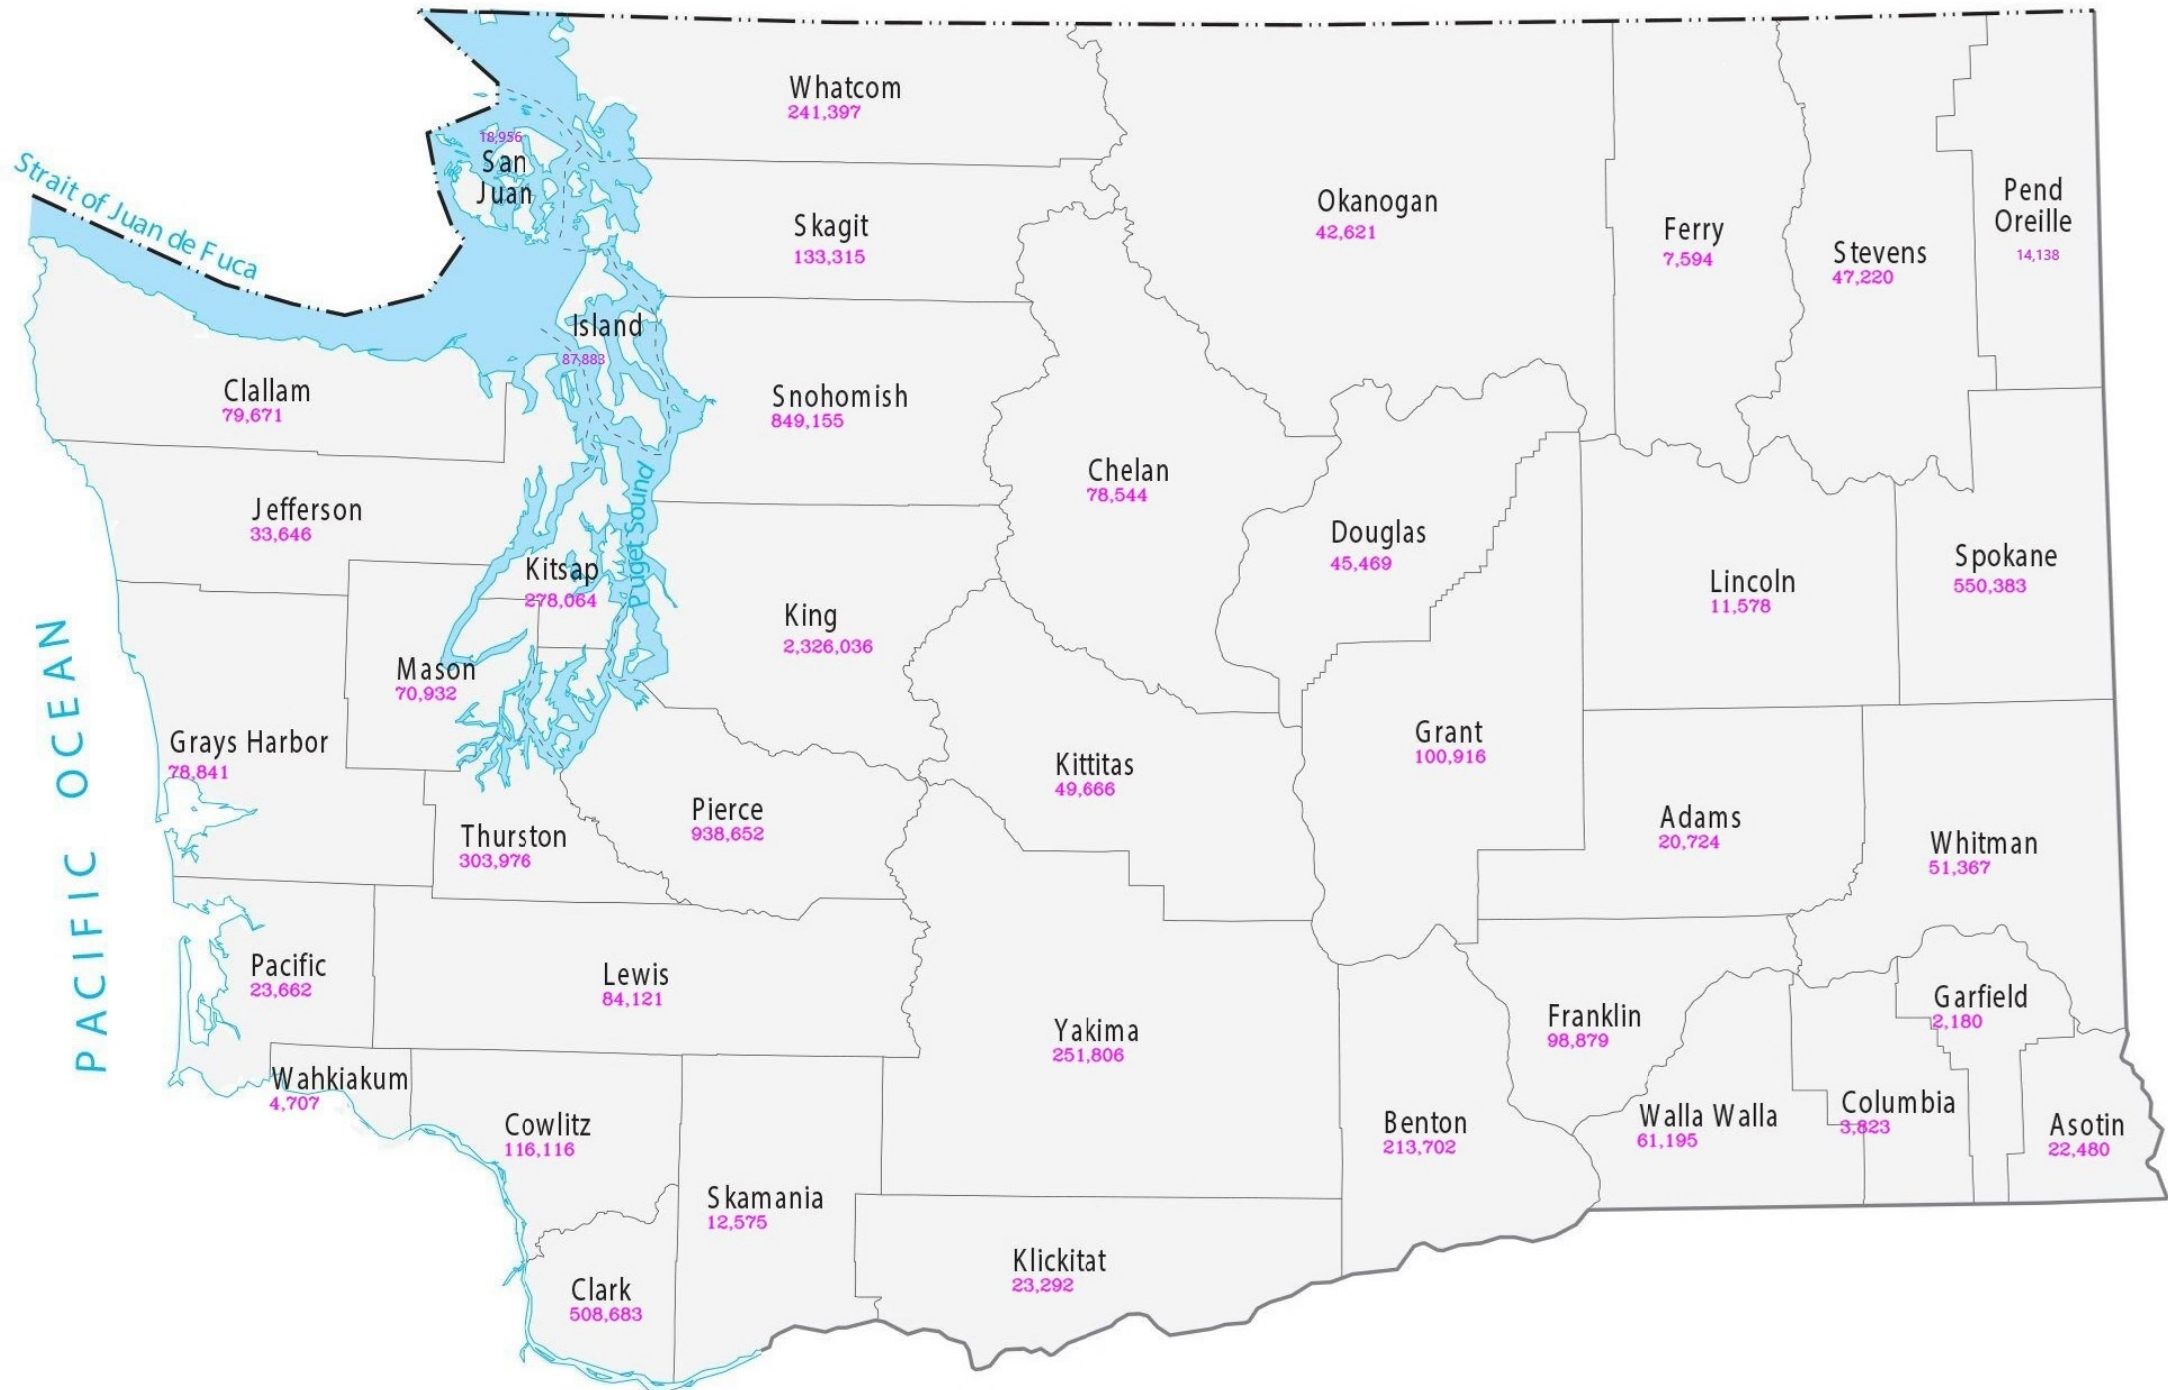 Whatcom
241,397
18,956
San
Juan
Strait of Juan de Fuca
Skagit
133,315
Okanogan
42,621
Ferry
7,594
Stevens
47,220
Pend
Oreille
14,138
Island
87,883
Clallam
79,671
Snohomish
849,155
Chelan
78,544
Jefferson
33,646
Puget Sound
Douglas
45,469
Kitsap
278,064
Lincoln
11,578
Spokane
550,383
King
2,326,036
Mason
70,932
PACIFIC OCEAN
Grays Harbor
78,841
Grant
100,916
Kittitas
49,666
Pierce
938,652
Thurston
303,976
Adams
20,724
Whitman
51,367
Pacific
23,662
Lewis
84,121
Yakima
251,806
Franklin
98,879
Garfield
2,180
Wahkiakum
4,707
Cowlitz
116,116
Benton
213,702
Walla Walla
61,195
Columbia
3,823
Asotin
22,480
Skamania
12,575
Klickitat
23,292
Clark
508,683